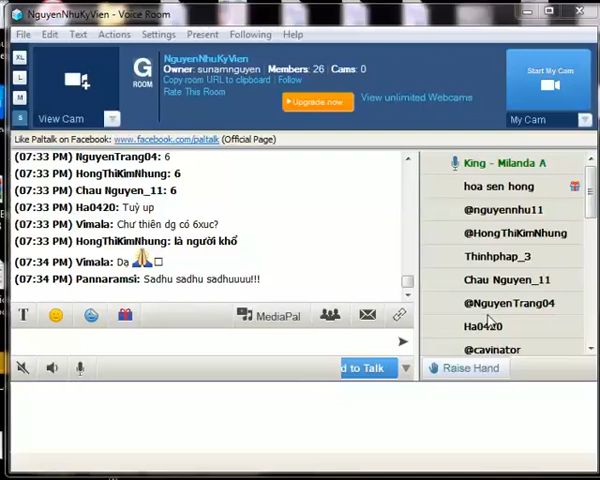 NguyenNhuKyVien - Voice Room
File Edit Text Actions Settings Present Following Help
XL
L
M
S
View Cam
G
ROOM
NguyenNhuKyVien
Owner: sunamnguyen | Members: 26 | Cams: 0
Copy room URL to clipboard | Follow
Rate This Room
Upgrade now
View unlimited Webcams
Start My Cam
My Cam
Like Paltalk on Facebook: www.facebook.com/paltalk (Official Page)
(07:33 PM) NguyenTrang04: 6
(07:33 PM) HongThiKimNhung: 6
(07:33 PM) Chau Nguyen_11: 6
(07:33 PM) Ha0420: Tuỳ up
(07:33 PM) Vimala: Chư thiên dg có 6xuc?
(07:33 PM) HongThiKimNhung: là người khổ
(07:34 PM) Vimala: Dạ
(07:34 PM) Pannaramsi: Sadhu sadhu sadhuuuu!!!
King - Milanda A
hoa sen hong
@nguyennhu11
@HongThiKimNhung
Thinhphap_3
Chau Nguyen_11
@NguyenTrang04
Ha0420
@cavinator
T
MediaPal
d to Talk
Raise Hand